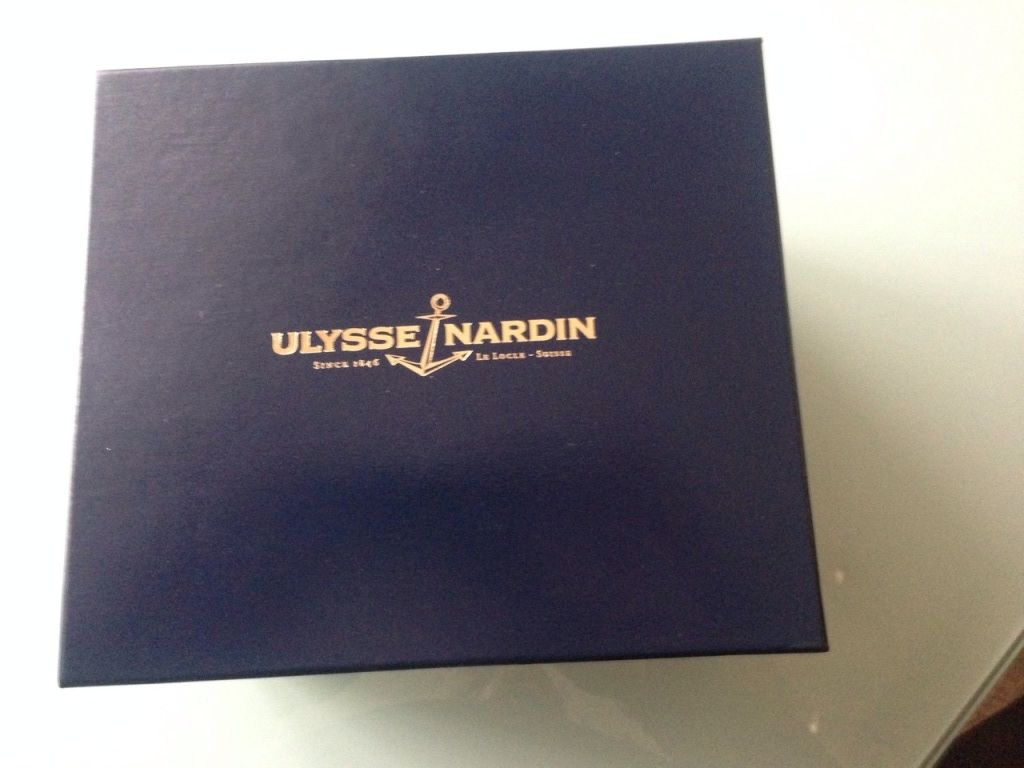 ULYSSE NARDIN
SINCE 1846 LE LOCLE - SUISSE